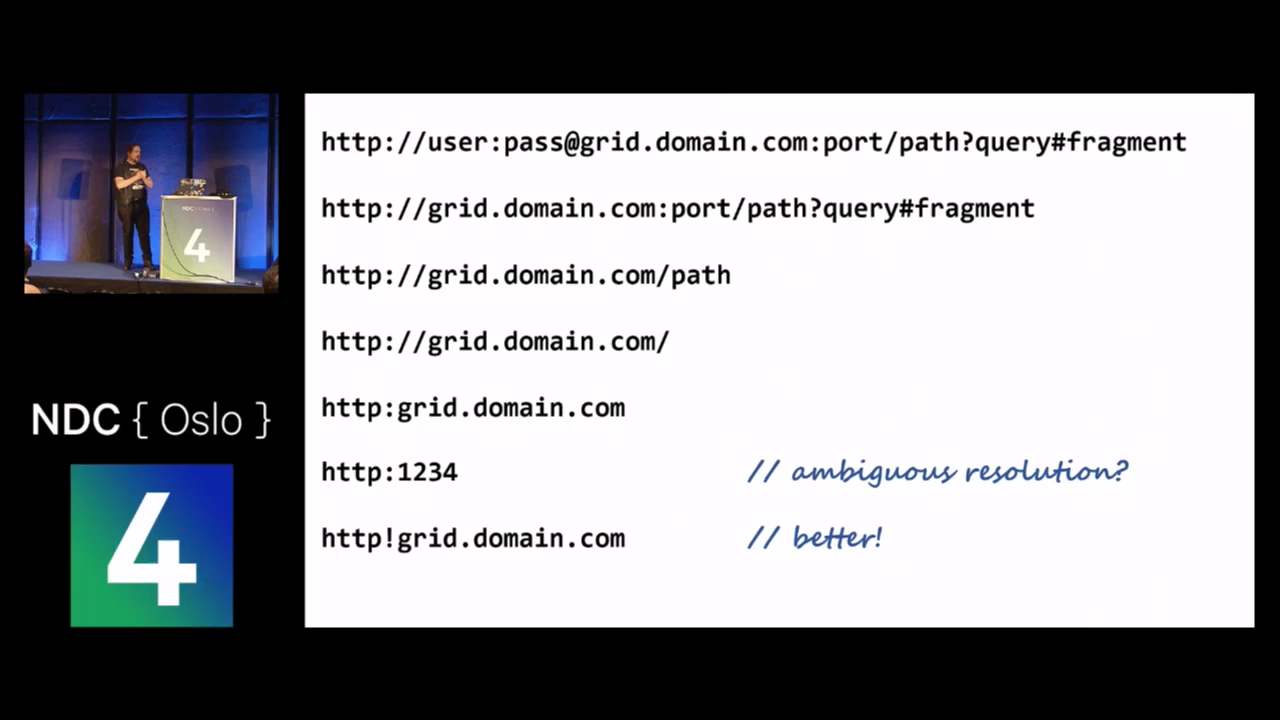 NDC { Oslo }
4
4
http://user:pass@grid.domain.com:port/path?query#fragment
http://grid.domain.com:port/path?query#fragment
http://grid.domain.com/path
http://grid.domain.com/
http:grid.domain.com
http:1234 // ambiguous resolution?
http!grid.domain.com // better!